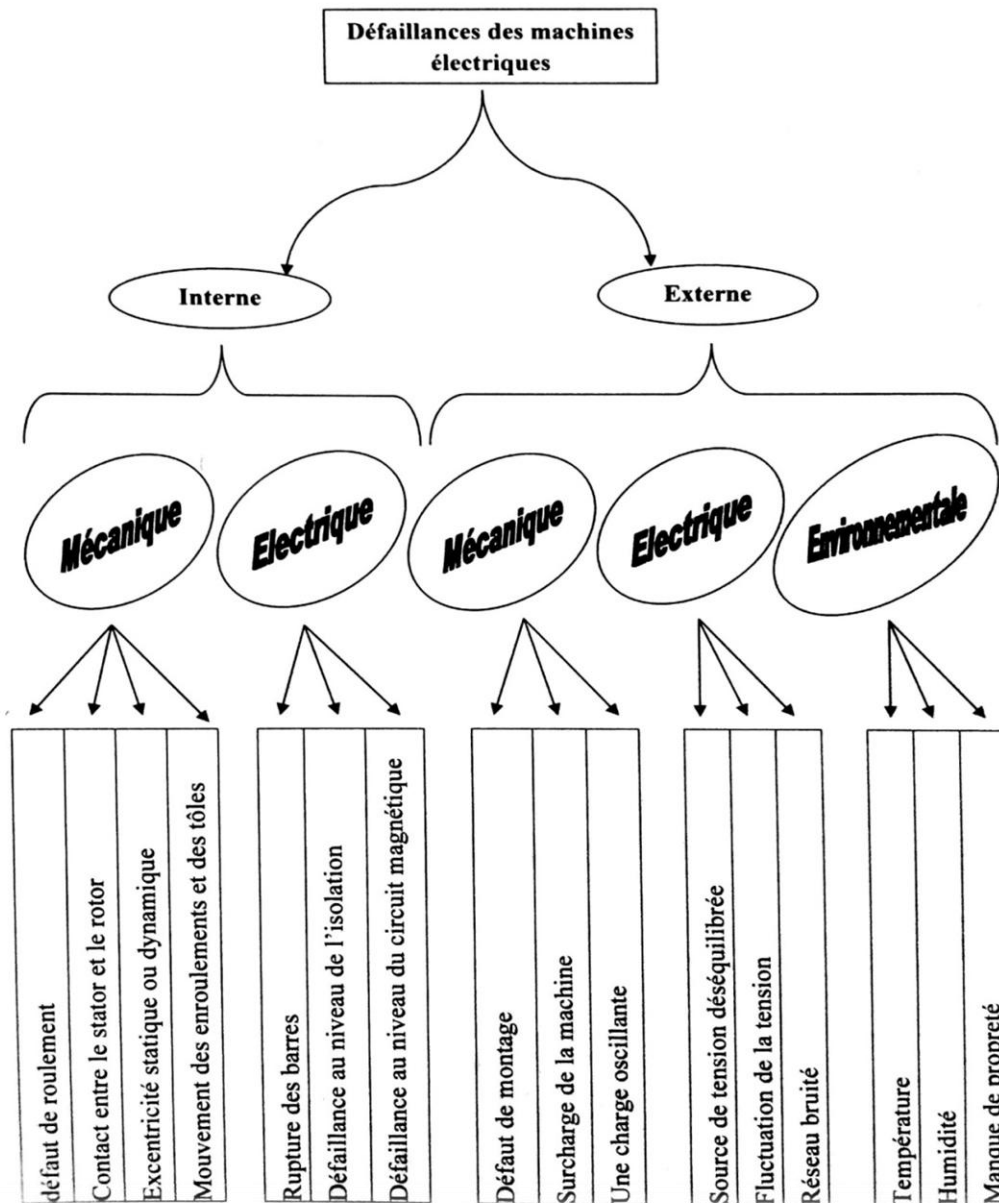 Défaillances des machines
électriques
Interne
Externe
Mécanique
Electrique
Mécanique
Electrique
Environnementale
défaut de roulement
Contact entre le stator et le rotor
Excentricité statique ou dynamique
Mouvement des enroulements et des tôles
Rupture des barres
Défaillance au niveau de l'isolation
Défaillance au niveau du circuit magnétique
Défaut de montage
Surcharge de la machine
Une charge oscillante
Source de tension déséquilibrée
Fluctuation de la tension
Réseau bruité
Température
Humidité
Manque de propreté